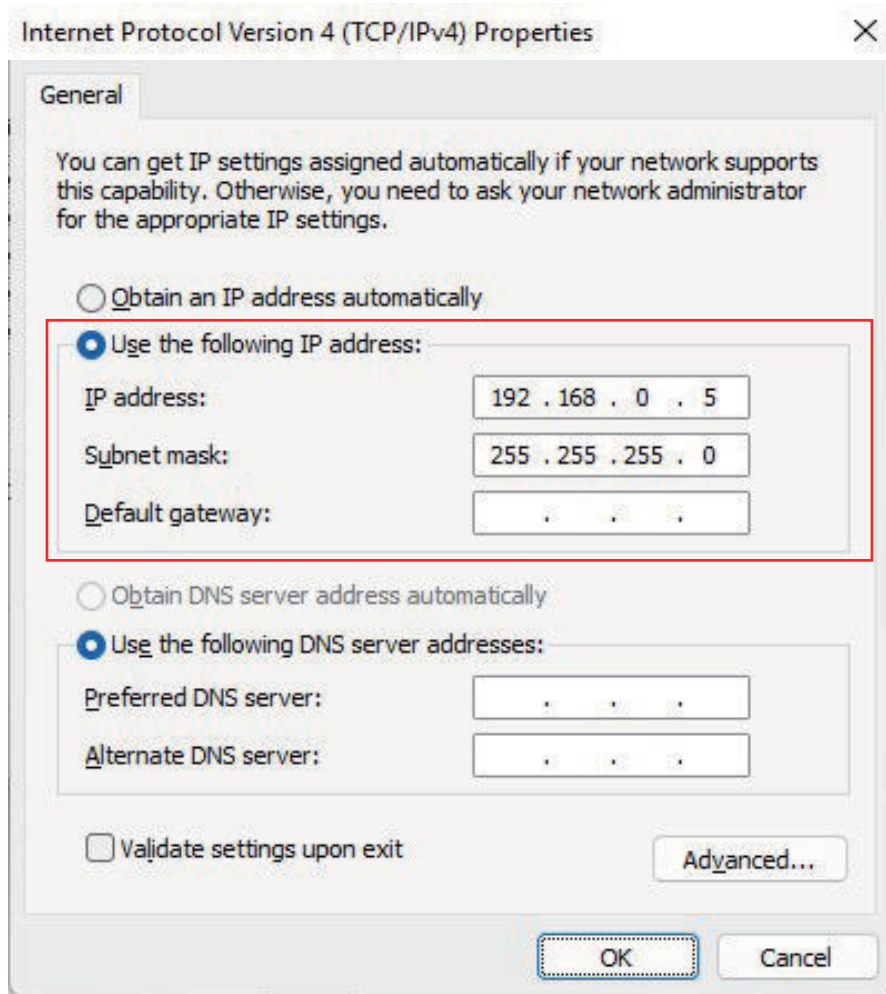 Internet Protocol Version 4 (TCP/IPv4) Properties
General
You can get IP settings assigned automatically if your network supports
this capability. Otherwise, you need to ask your network administrator
for the appropriate IP settings.
Obtain an IP address automatically
Use the following IP address:
IP address: 192 . 168 . 0 . 5
Subnet mask: 255 . 255 . 255 . 0
Default gateway: . . .
Obtain DNS server address automatically
Use the following DNS server addresses:
Preferred DNS server: . . .
Alternate DNS server: . . .
Validate settings upon exit
Advanced...
OK Cancel